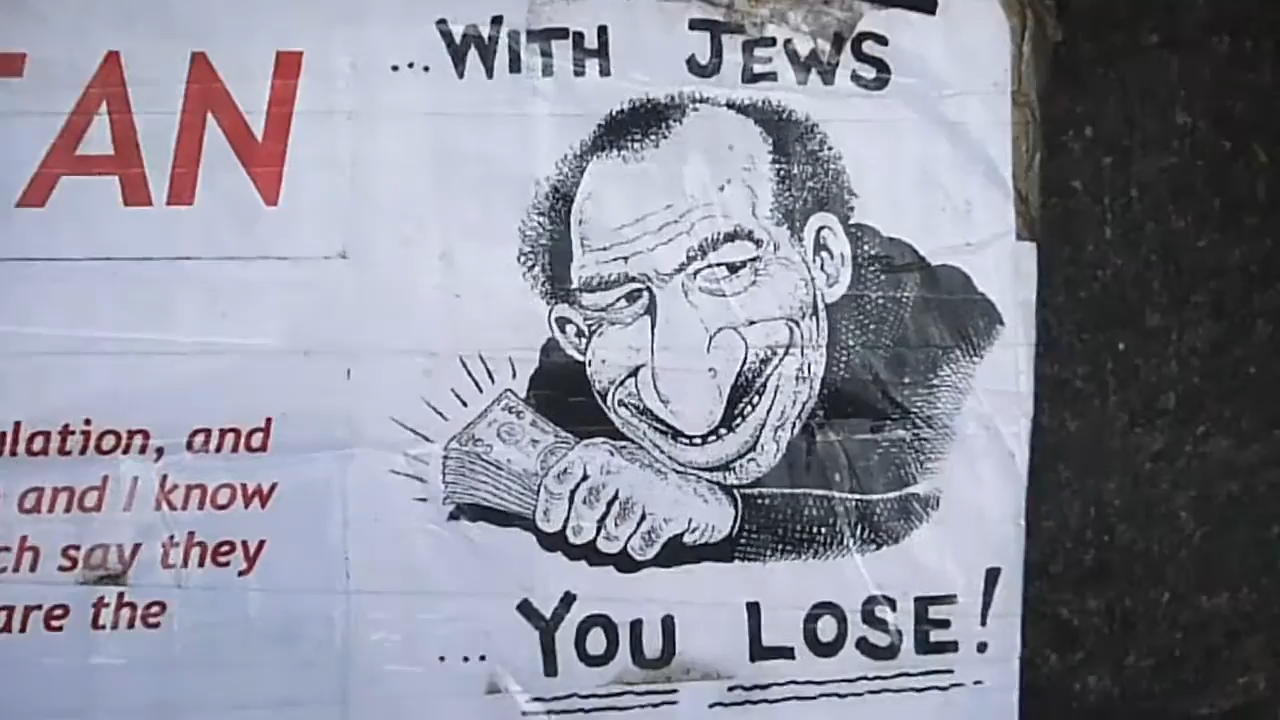 ...WITH JEWS
TAN
ulation, and
and I know
ch say they
are the
...YOU LOSE!